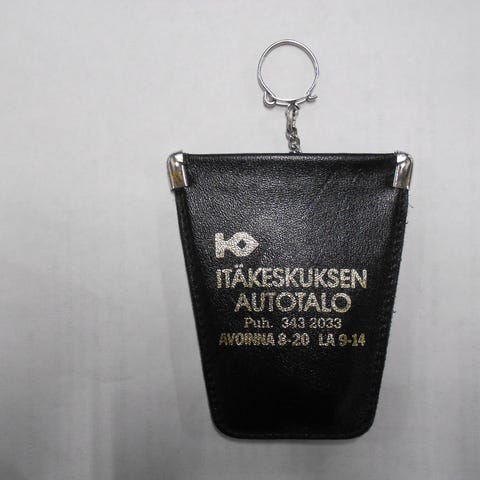 ITÄKESKUKSEN
AUTOTALO
Puh. 343 2033
AVOINNA 8-20 LA 9-14